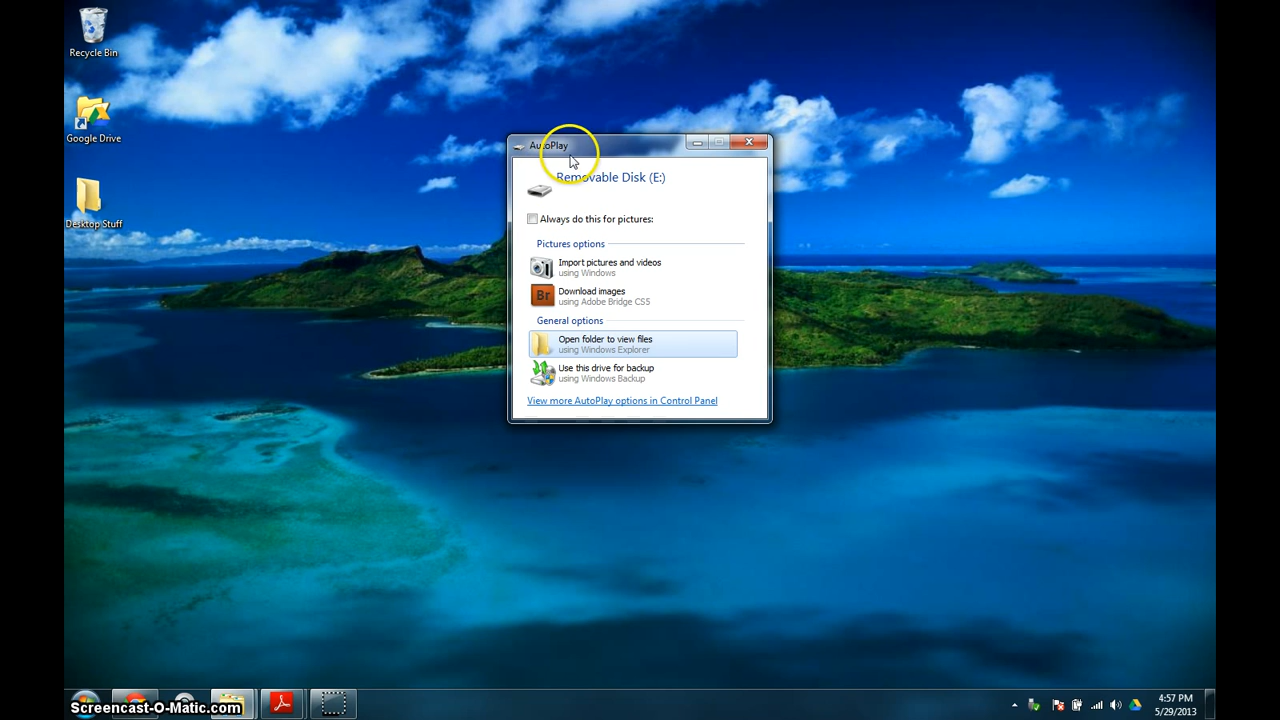 Recycle Bin
Google Drive
Desktop Stuff
AutoPlay
Removable Disk (E:)
Always do this for pictures:
Pictures options
Import pictures and videos
using Windows
Br
Download images
using Adobe Bridge CS5
General options
Open folder to view files
using Windows Explorer
Use this drive for backup
using Windows Backup
View more AutoPlay options in Control Panel
Screencast-O-Matic.com
4:57 PM
5/29/2013